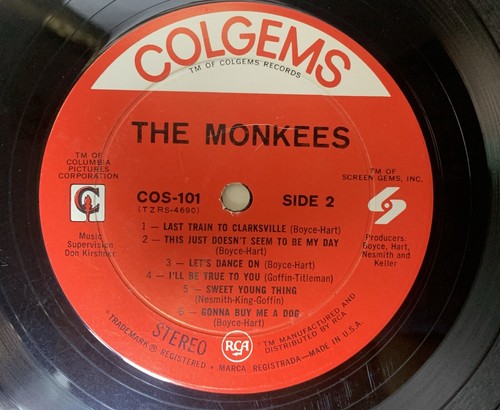 COLGEMS
TM OF COLGEMS RECORDS
THE MONKEES
TM OF
COLUMBIA
PICTURES
CORPORATION
TM OF
SCREEN GEMS, INC.
COS-101
SIDE 2
(TZRS-4690)
C
Music
Supervision
Don Kirshner
Producers:
Boyce, Hart,
Nesmith and
Keller
1 — LAST TRAIN TO CLARKSVILLE (Boyce-Hart)
2 — THIS JUST DOESN'T SEEM TO BE MY DAY
(Boyce-Hart)
3 — LET'S DANCE ON (Boyce-Hart)
4 — I'LL BE TRUE TO YOU (Goffin-Titleman)
5 — SWEET YOUNG THING
(Nesmith-King-Goffin)
6 — GONNA BUY ME A DOG
(Boyce-Hart)
STEREO
RCA
TM MANUFACTURED AND
DISTRIBUTED BY RCA
"TRADEMARK ® REGISTERED • MARCA REGISTRADA—MADE IN U.S.A.